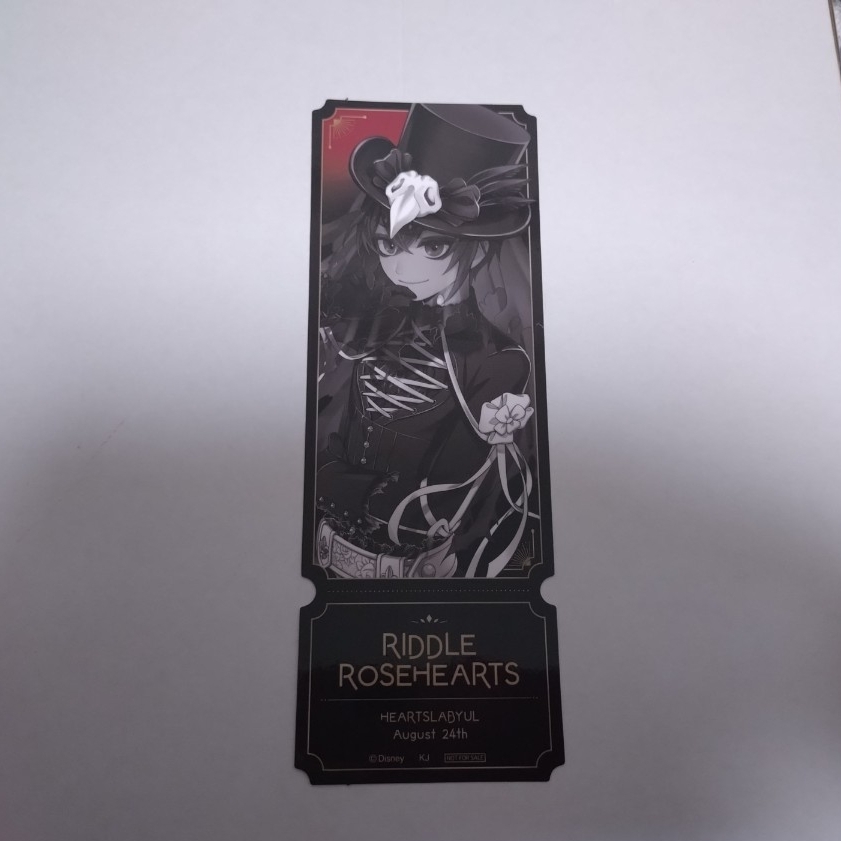 RIDDLE
ROSEHEARTS
HEARTSLABYUL
August 24th
©Disney KJ NOT FOR SALE